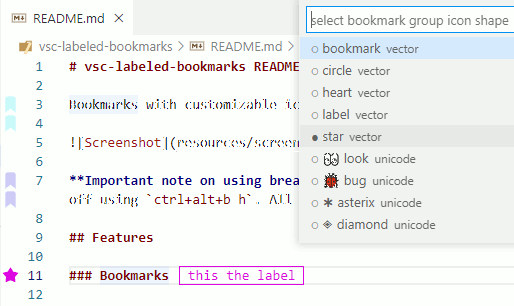 README.md
vsc-labeled-bookmarks > README.md >
1 # vsc-labeled-bookmarks README
2
3 Bookmarks with customizable
4
5 ![Screenshot](resources/screen
6
7 **Important note on using brea
off using `ctrl+alt+b h`. All
8
9 ## Features
10
11 ### Bookmarks this the label
12
select bookmark group icon shape
bookmark vector
circle vector
heart vector
label vector
star vector
look unicode
bug unicode
asterix unicode
diamond unicode